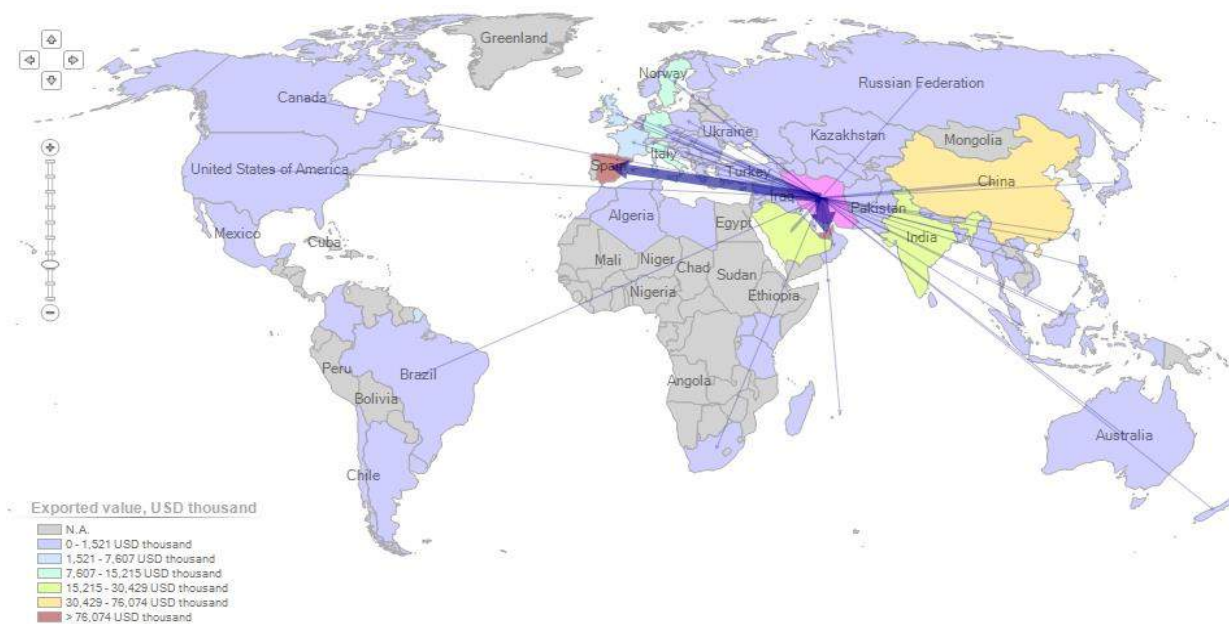 Greenland
Norway
Russian Federation
Canada
Ukraine
Kazakhstan
Mongolia
Italy
Spain
United States of America
Turkey
China
Iraq
Pakistan
Algeria
Egypt
Mexico
Cuba
India
Mali
Niger
Chad
Sudan
Nigeria
Ethiopia
Peru
Brazil
Angola
Bolivia
Australia
Chile
Exported value, USD thousand
N.A.
0 - 1,521 USD thousand
1,521 - 7,607 USD thousand
7,607 - 15,215 USD thousand
15,215 - 30,429 USD thousand
30,429 - 76,074 USD thousand
> 76,074 USD thousand